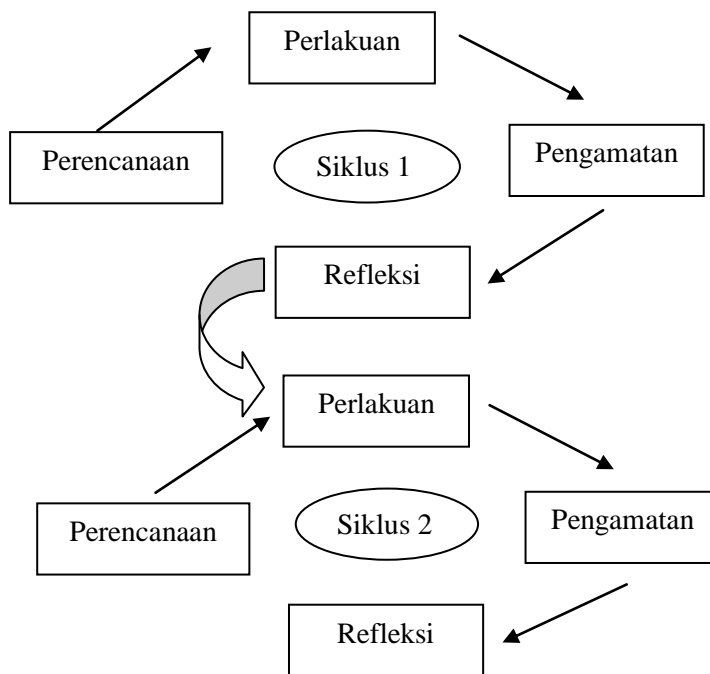 Perlakuan
Perencanaan
Siklus 1
Pengamatan
Refleksi
Perlakuan
Perencanaan
Siklus 2
Pengamatan
Refleksi